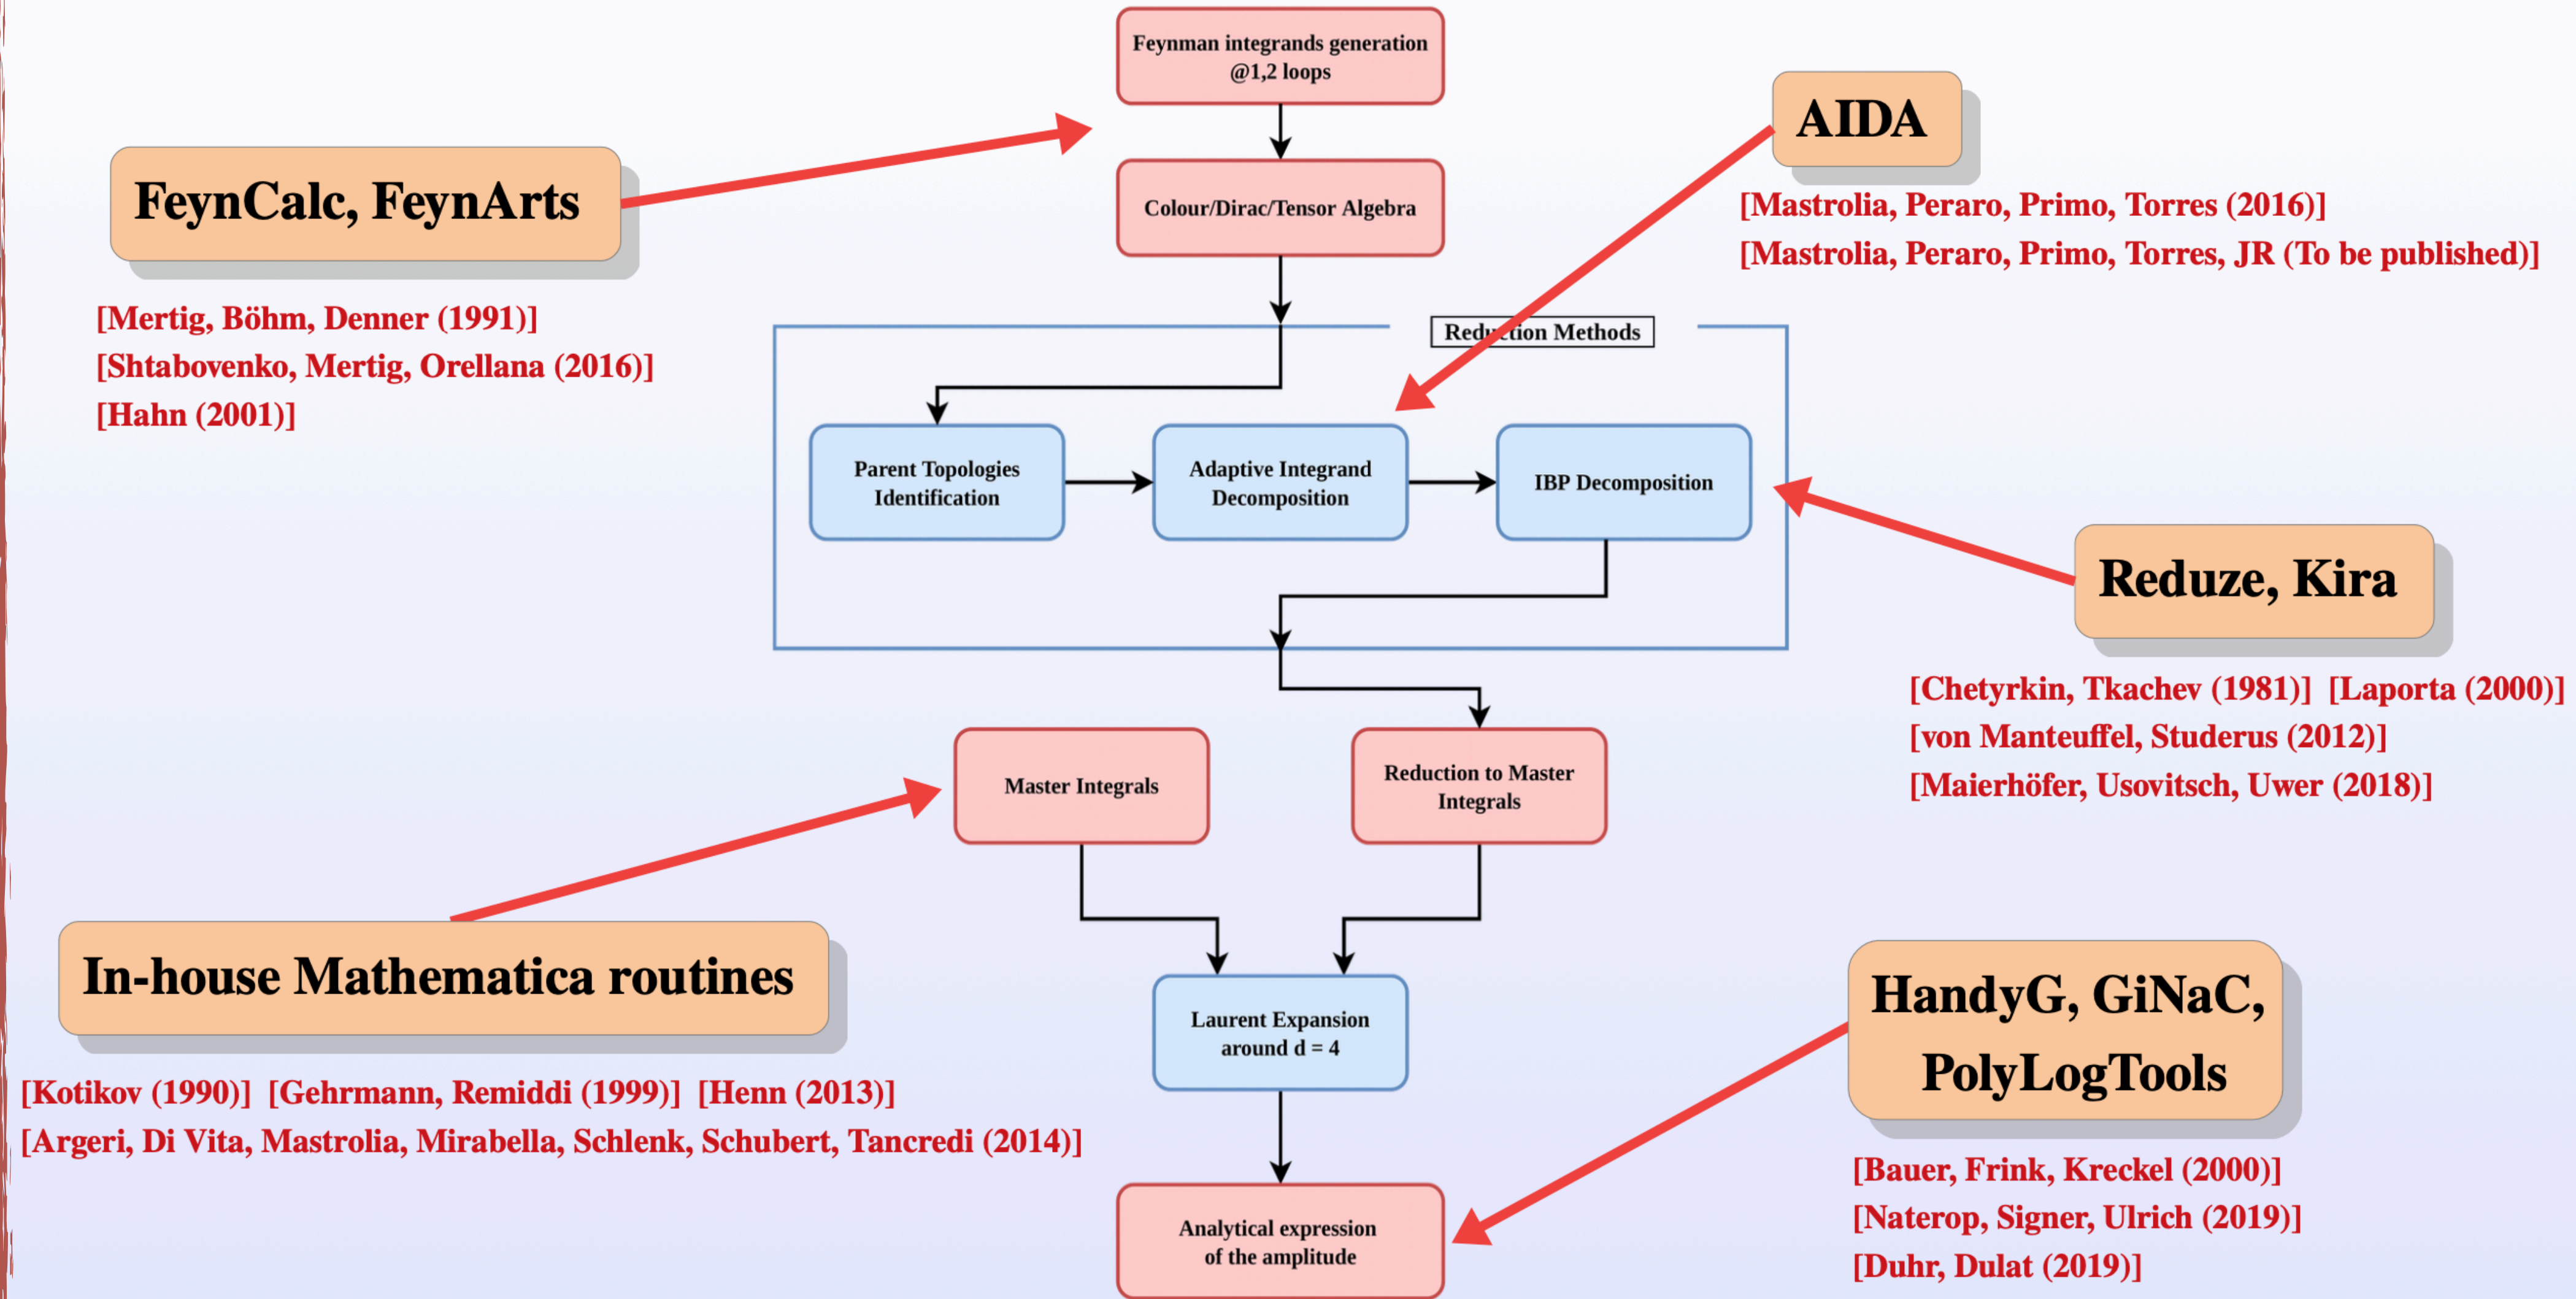 Feynman integrands generation
@1,2 loops
AIDA
FeynCalc, FeynArts
Colour/Dirac/Tensor Algebra
[Mastrolia, Peraro, Primo, Torres (2016)]
[Mastrolia, Peraro, Primo, Torres, JR (To be published)]
[Mertig, Böhm, Denner (1991)]
[Shtabovenko, Mertig, Orellana (2016)]
[Hahn (2001)]
Reduction Methods
Parent Topologies
Identification
Adaptive Integrand
Decomposition
IBP Decomposition
Reduze, Kira
[Chetyrkin, Tkachev (1981)] [Laporta (2000)]
[von Manteuffel, Studerus (2012)]
[Maierhöfer, Usovitsch, Uwer (2018)]
Master Integrals
Reduction to Master
Integrals
In-house Mathematica routines
[Kotikov (1990)] [Gehrmann, Remiddi (1999)] [Henn (2013)]
[Argeri, Di Vita, Mastrolia, Mirabella, Schlenk, Schubert, Tancredi (2014)]
Laurent Expansion
around d = 4
HandyG, GiNaC,
PolyLogTools
[Bauer, Frink, Kreckel (2000)]
[Naterop, Signer, Ulrich (2019)]
[Duhr, Dulat (2019)]
Analytical expression
of the amplitude